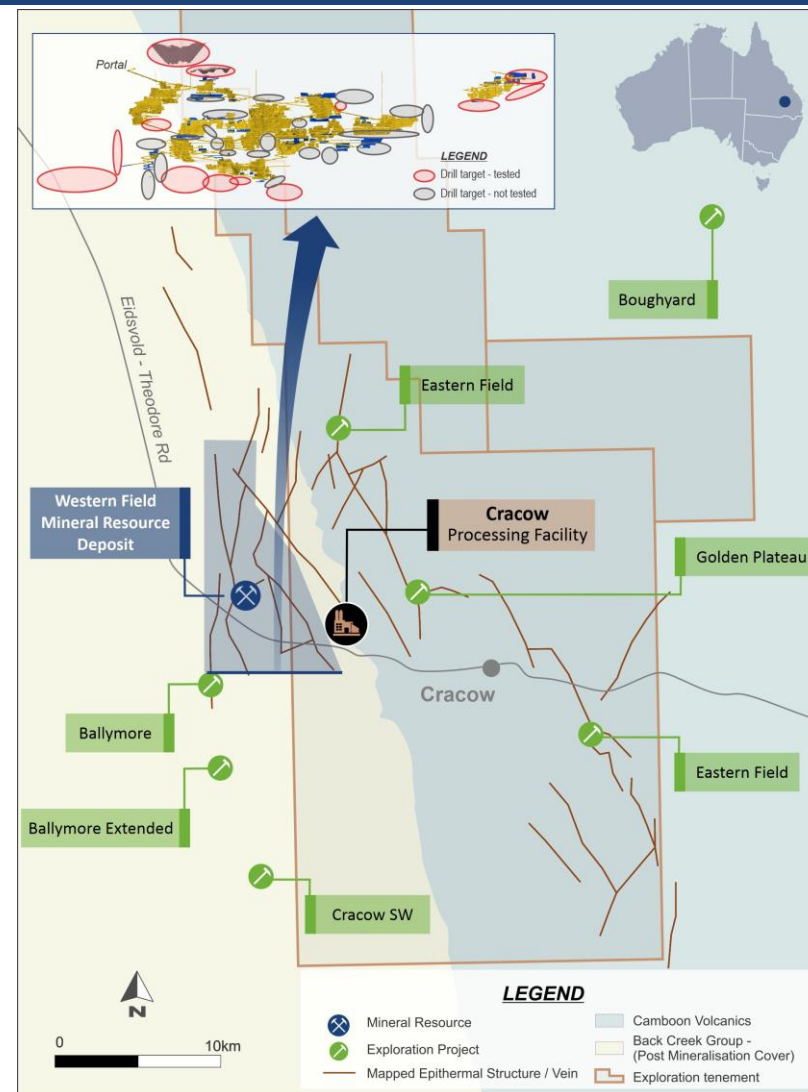 Portal
LEGEND
Drill target - tested
Drill target - not tested
Boughyard
Eidsvold - Theodore Rd
Eastern Field
Western Field
Mineral Resource
Deposit
Cracow
Processing Facility
Golden Plateau
Cracow
Ballymore
Eastern Field
Ballymore Extended
Cracow SW
N
0
10km
LEGEND
Mineral Resource
Exploration Project
Mapped Epithermal Structure / Vein
Camboon Volcanics
Back Creek Group -
(Post Mineralisation Cover)
Exploration tenement